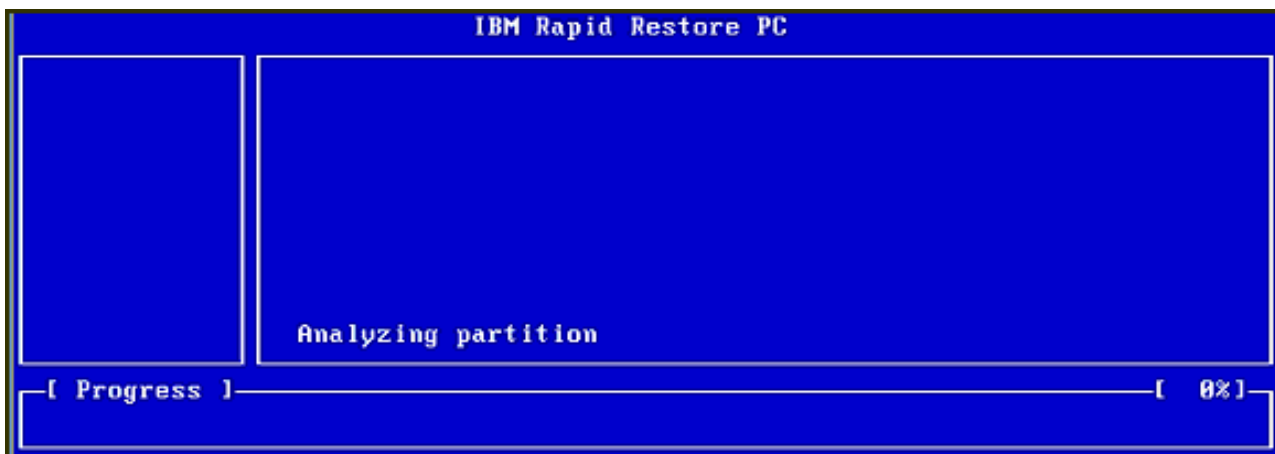 IBM Rapid Restore PC
Analyzing partition
[ Progress ] [ 0%]